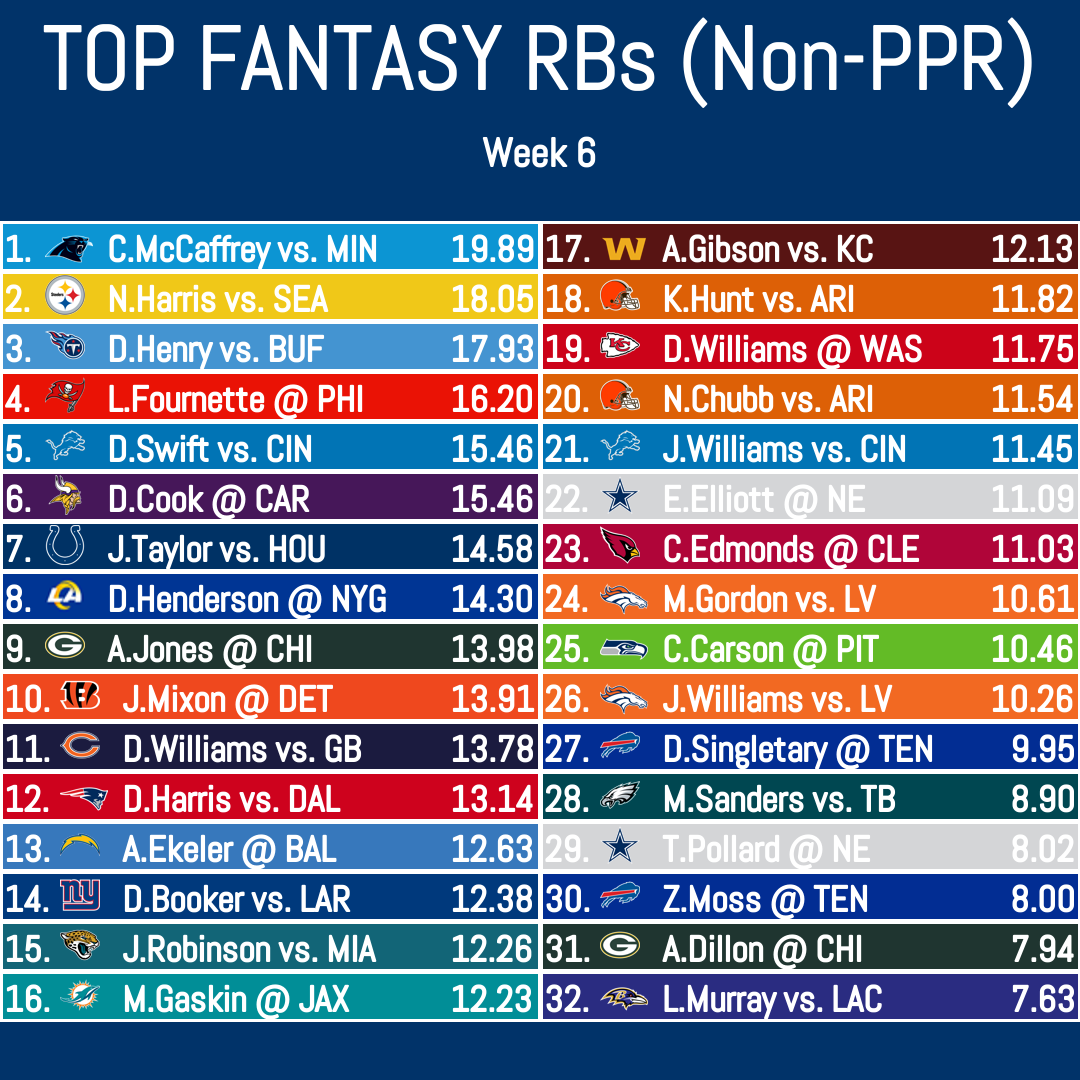 TOP FANTASY RBs (Non-PPR)
Week 6
1. C.McCaffrey vs. MIN 19.89
2. N.Harris vs. SEA 18.05
3. D.Henry vs. BUF 17.93
4. L.Fournette @ PHI 16.20
5. D.Swift vs. CIN 15.46
6. D.Cook @ CAR 15.46
7. J.Taylor vs. HOU 14.58
8. D.Henderson @ NYG 14.30
9. A.Jones @ CHI 13.98
10. J.Mixon @ DET 13.91
11. D.Williams vs. GB 13.78
12. D.Harris vs. DAL 13.14
13. A.Ekeler @ BAL 12.63
14. D.Booker vs. LAR 12.38
15. J.Robinson vs. MIA 12.26
16. M.Gaskin @ JAX 12.23
17. A.Gibson vs. KC 12.13
18. K.Hunt vs. ARI 11.82
19. D.Williams @ WAS 11.75
20. N.Chubb vs. ARI 11.54
21. J.Williams vs. CIN 11.45
22. E.Elliott @ NE 11.09
23. C.Edmonds @ CLE 11.03
24. M.Gordon vs. LV 10.61
25. C.Carson @ PIT 10.46
26. J.Williams vs. LV 10.26
27. D.Singletary @ TEN 9.95
28. M.Sanders vs. TB 8.90
29. T.Pollard @ NE 8.02
30. Z.Moss @ TEN 8.00
31. A.Dillon @ CHI 7.94
32. L.Murray vs. LAC 7.63